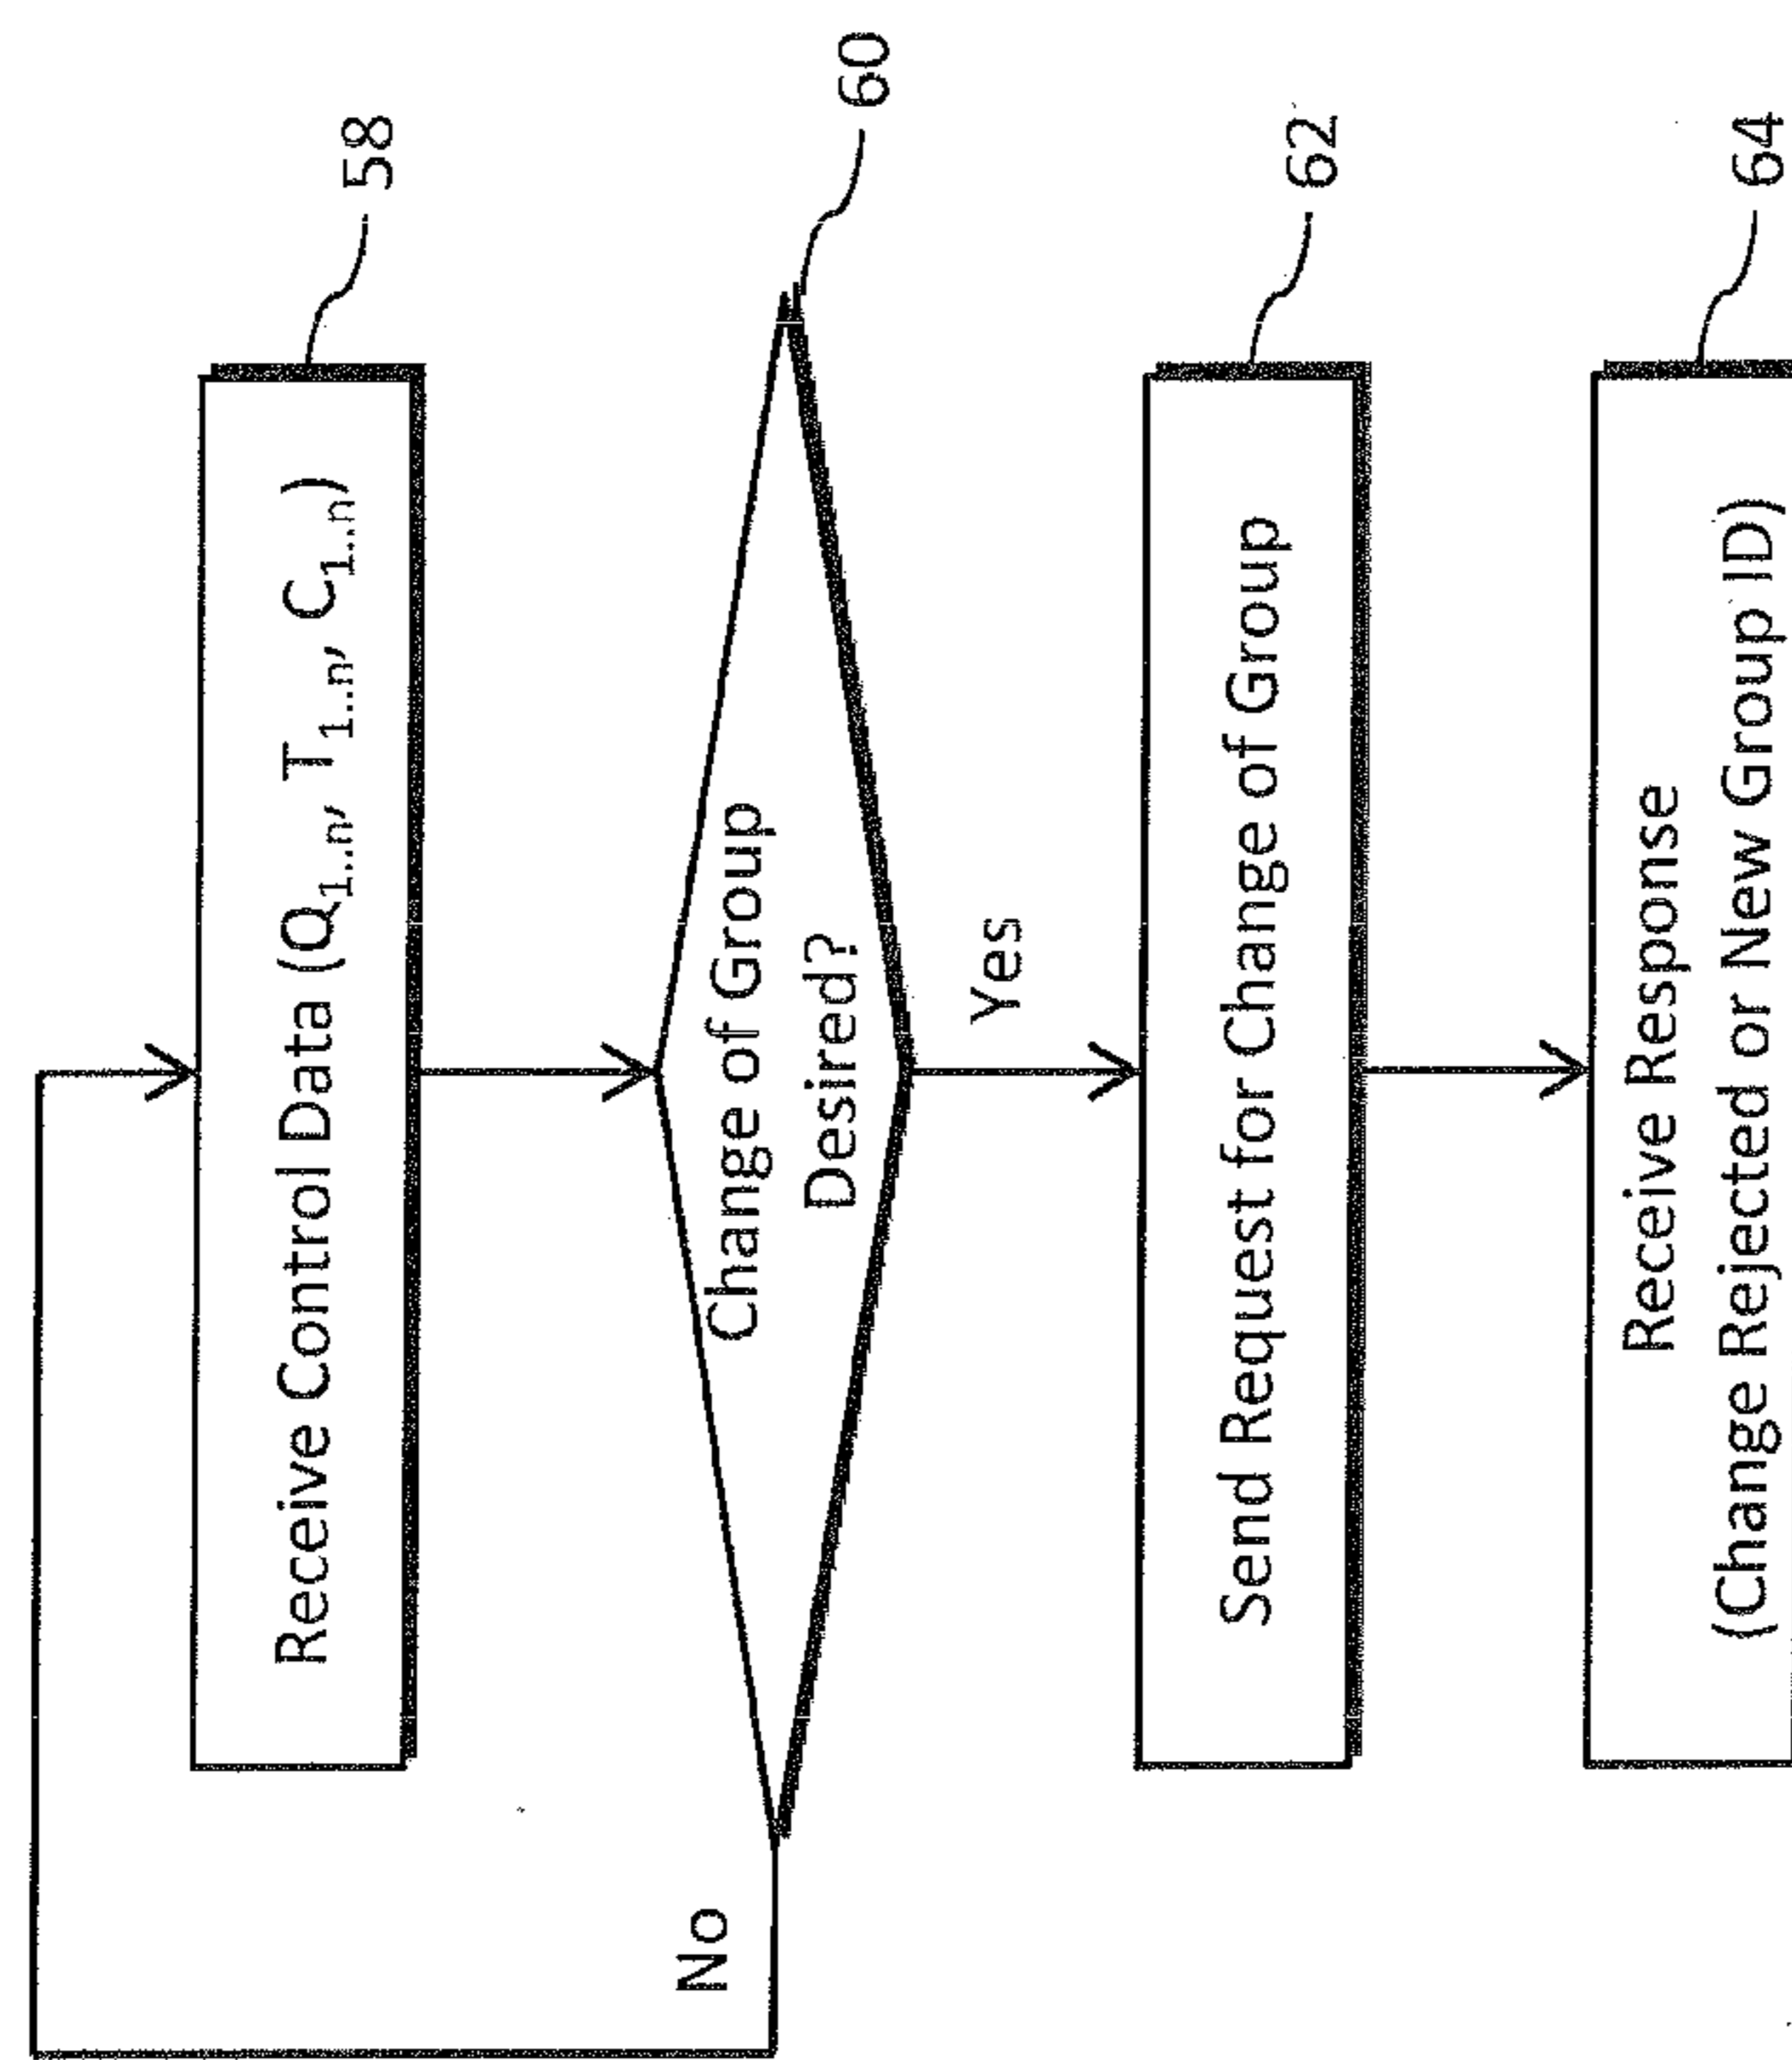 Receive Control Data (Q1..n, T1..n, C1..n)
58
Change of Group
Desired?
60
No
Yes
Send Request for Change of Group
62
Receive Response
(Change Rejected or New Group ID)
64